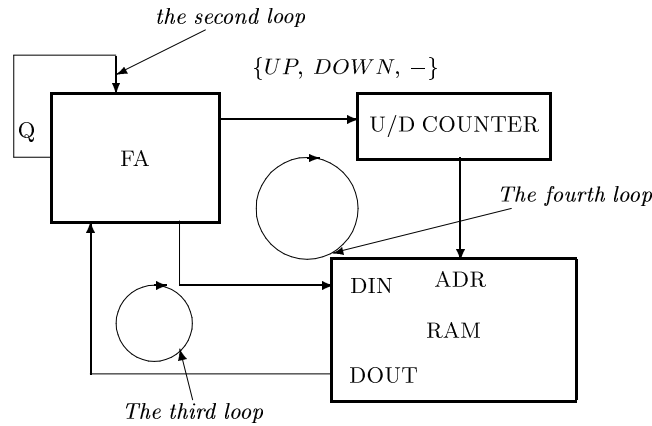 the second loop
{UP, DOWN, −}
Q
U/D COUNTER
FA
The fourth loop
DIN
ADR
RAM
DOUT
The third loop